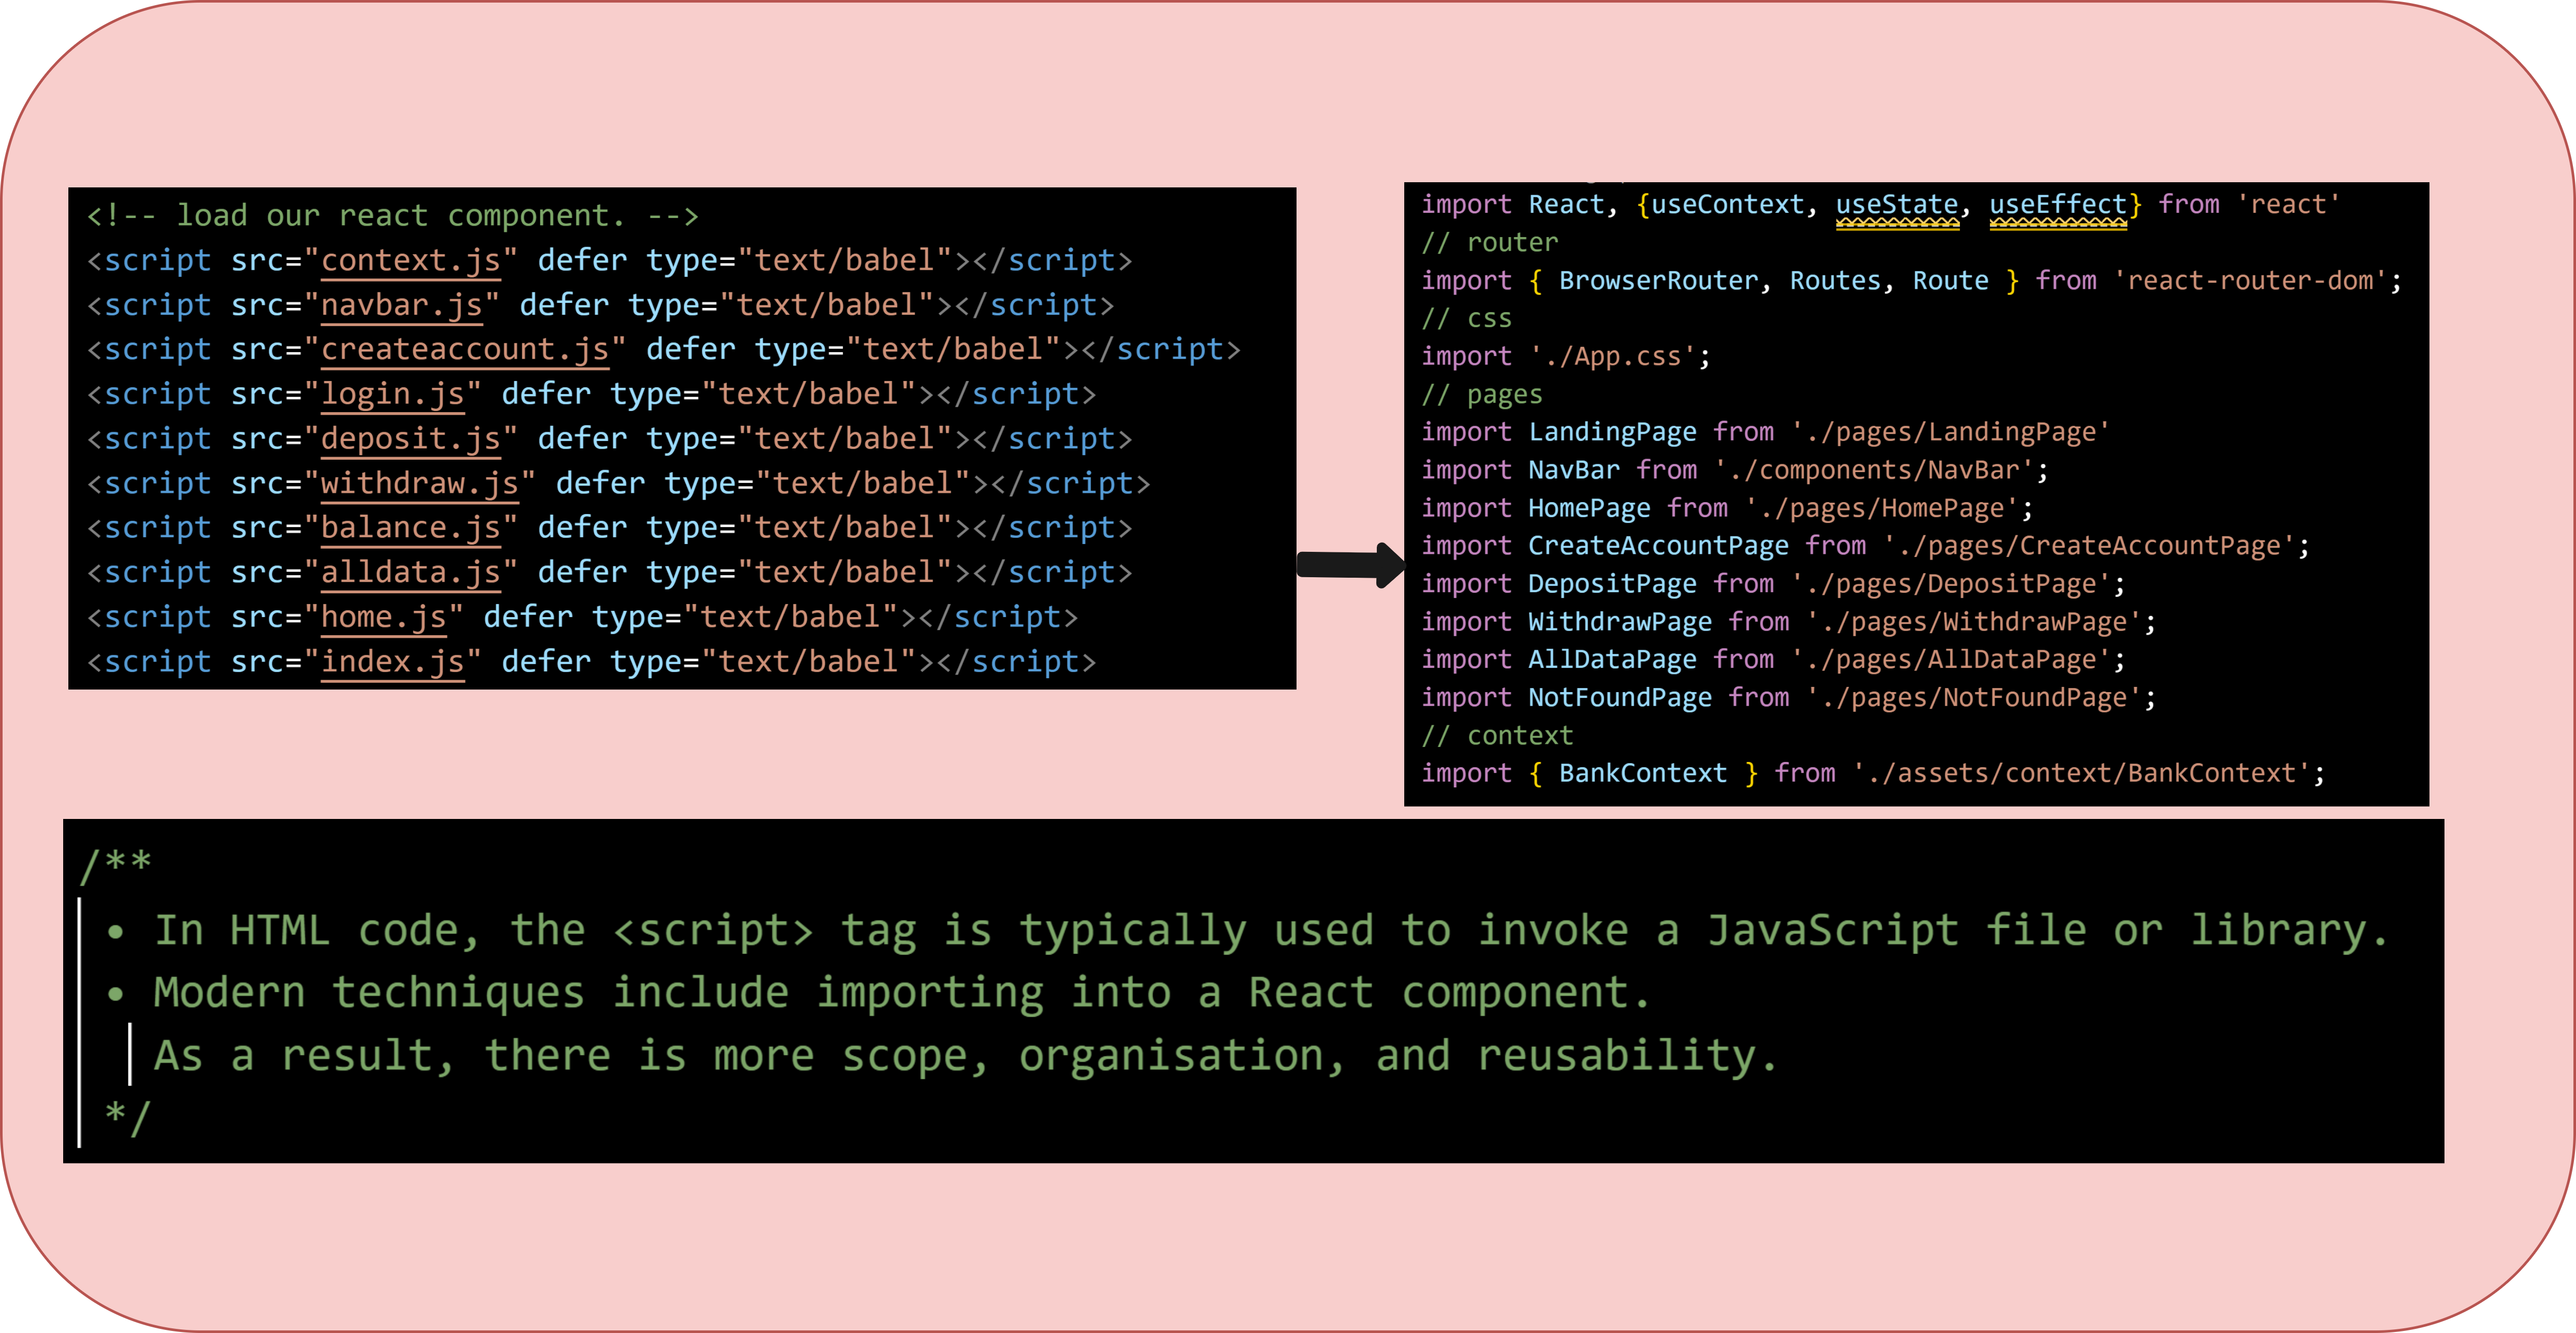 <!-- load our react component. -->
<script src="context.js" defer type="text/babel"></script>
<script src="navbar.js" defer type="text/babel"></script>
<script src="createaccount.js" defer type="text/babel"></script>
<script src="login.js" defer type="text/babel"></script>
<script src="deposit.js" defer type="text/babel"></script>
<script src="withdraw.js" defer type="text/babel"></script>
<script src="balance.js" defer type="text/babel"></script>
<script src="alldata.js" defer type="text/babel"></script>
<script src="home.js" defer type="text/babel"></script>
<script src="index.js" defer type="text/babel"></script>
import React, {useContext, useState, useEffect} from 'react'
// router
import { BrowserRouter, Routes, Route } from 'react-router-dom';
// css
import './App.css';
// pages
import LandingPage from './pages/LandingPage'
import NavBar from './components/NavBar';
import HomePage from './pages/HomePage';
import CreateAccountPage from './pages/CreateAccountPage';
import DepositPage from './pages/DepositPage';
import WithdrawPage from './pages/WithdrawPage';
import AllDataPage from './pages/AllDataPage';
import NotFoundPage from './pages/NotFoundPage';
// context
import { BankContext } from './assets/context/BankContext';
/**
• In HTML code, the <script> tag is typically used to invoke a JavaScript file or library.
• Modern techniques include importing into a React component.
As a result, there is more scope, organisation, and reusability.
*/